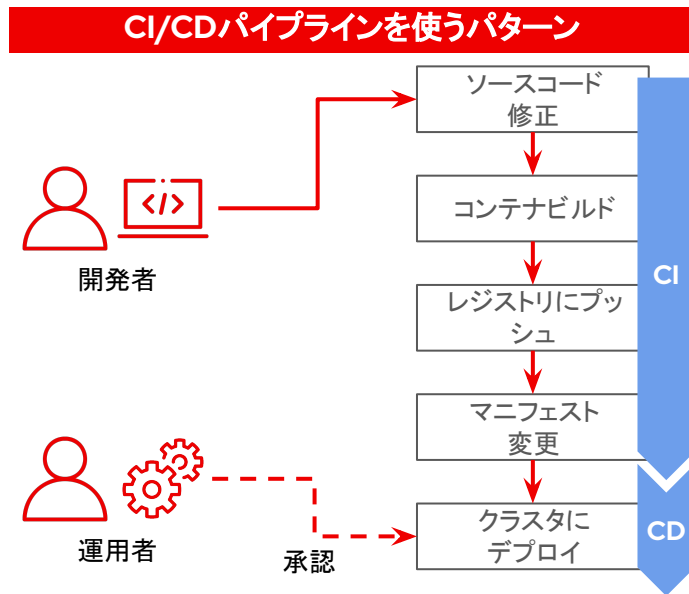 CI/CDパイプラインを使うパターン
ソースコード
修正
</>
コンテナビルド
開発者
CI
レジストリにプッ
シュ
マニフェスト
変更
クラスタに
デプロイ
CD
運用者
承認